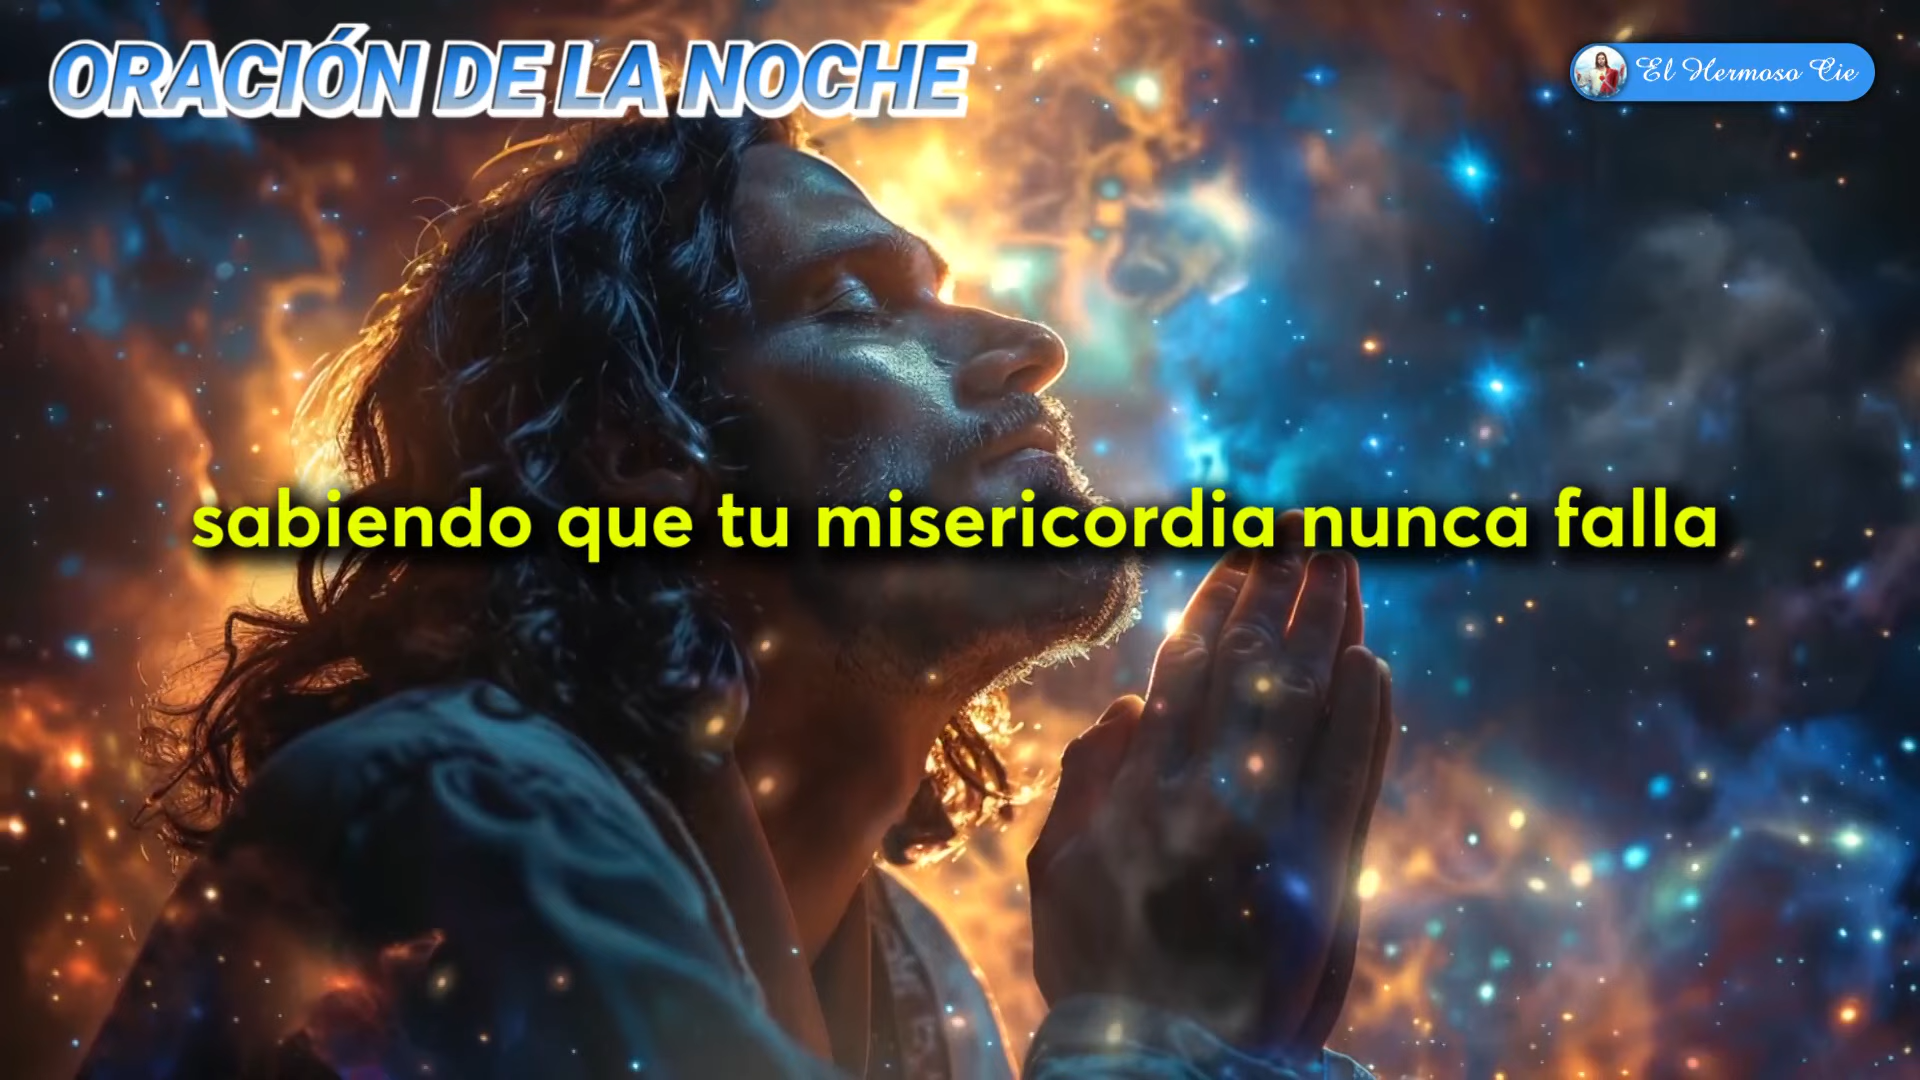 ORACIÓN DE LA NOCHE
El Hermoso Cie
sabiendo que tu misericordia nunca falla